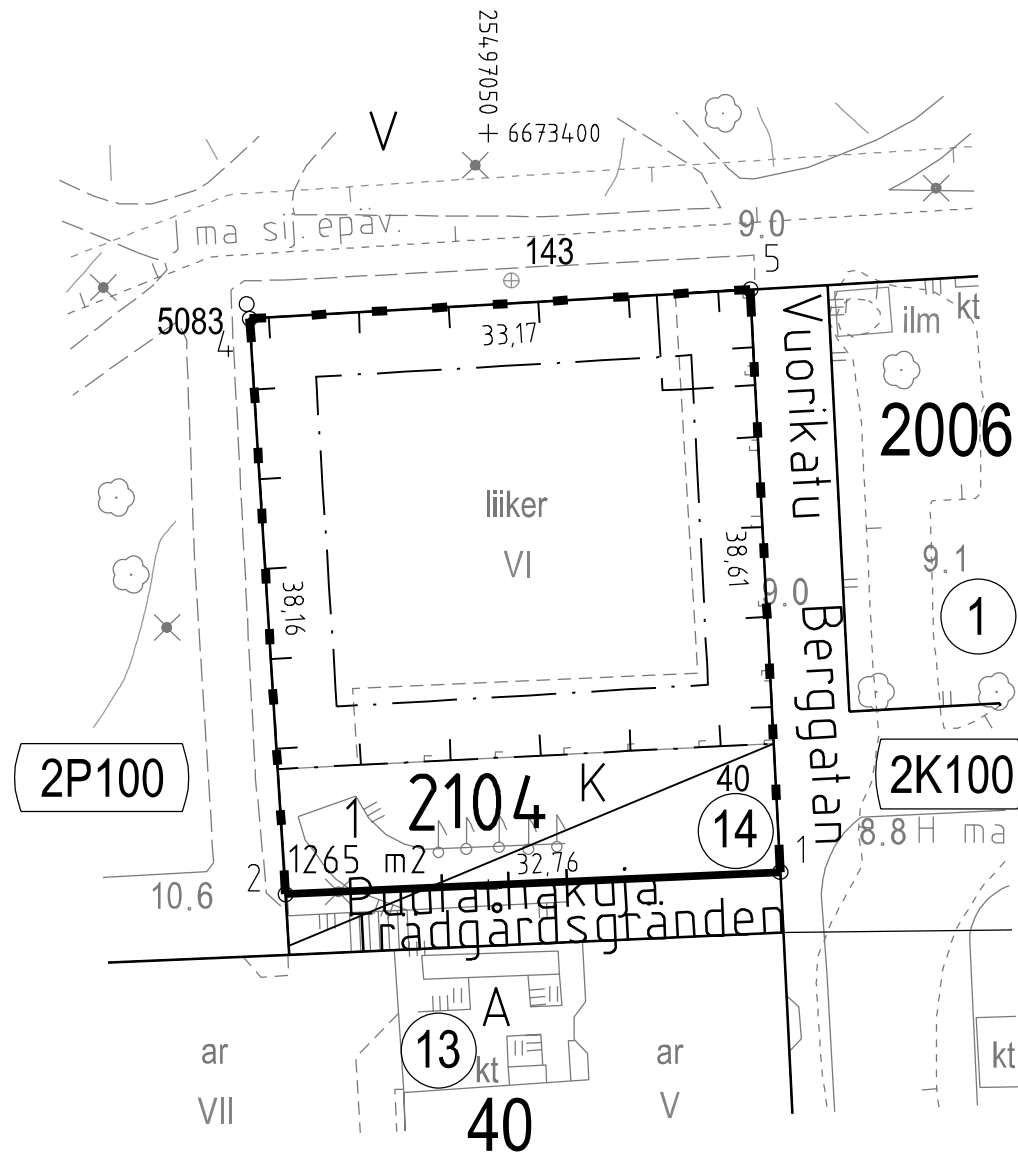 25497050
6673400
V
J ma sij. epäv.
143
9.0
5
5083
4
33,17
ilm
kt
Vuorikatu
2006
liiker
VI
38,61
38,16
9.0
9.1
1
Berggatan
2P100
2104
K
40
2K100
1
14
8.8
H ma
1265 m2
32,76
1
2
10.6
Puutarhakuja
Trädgårdsgränden
A
13
kt
ar
VII
ar
V
kt
40